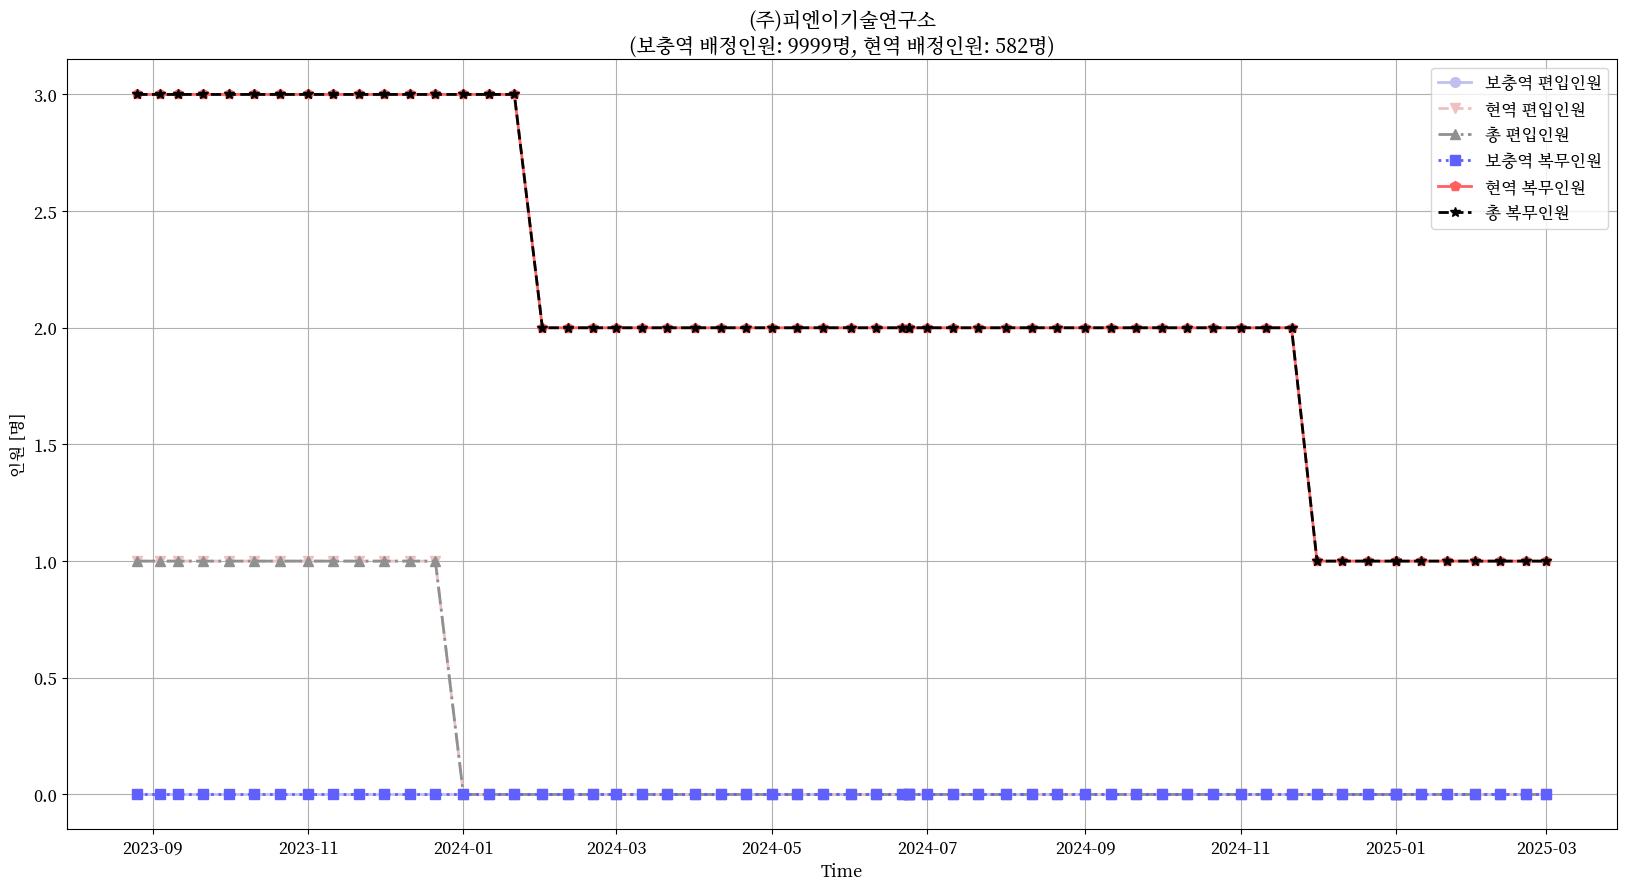 (주)피엔이기술연구소
(보충역 배정인원: 9999명, 현역 배정인원: 582명)
보충역 편입인원
현역 편입인원
총 편입인원
보충역 복무인원
현역 복무인원
총 복무인원
인원 [명]
3.0
2.5
2.0
1.5
1.0
0.5
0.0
2023-09
2023-11
2024-01
2024-03
2024-05
2024-07
2024-09
2024-11
2025-01
2025-03
Time